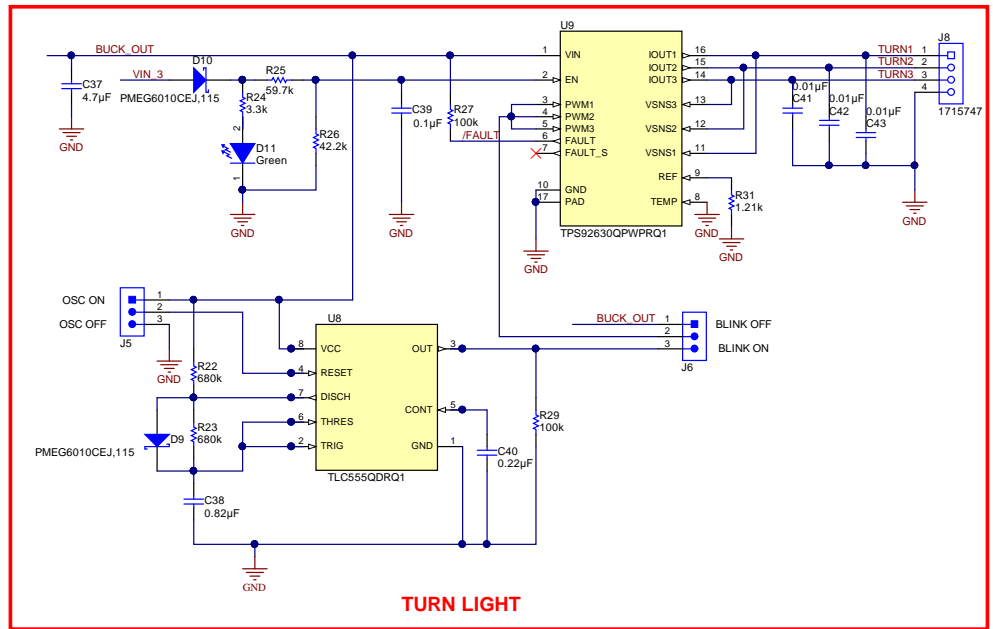 U9
J8
BUCK_OUT
D10
1 VIN IOUT1 16 TURN1 1
IOUT2 15 TURN2 2
IOUT3 14 TURN3 3
4
1715747
C37
4.7µF
GND
VIN_3
PMEG6010CEJ,115
R25
59.7k
R24
3.3k
2
D11
Green
1
GND
R26
42.2k
C39
0.1µF
GND
R27
100k
/FAULT
2 EN
3 PWM1 VSNS3 13
4 PWM2
5 PWM3 VSNS2 12
6 FAULT
7 FAULT_S VSNS1 11
REF 9
10 GND
17 PAD TEMP 8
TPS92630QPWPRQ1
GND
GND
R31
1.21k
GND
0.01µF
C41
0.01µF
C42
0.01µF
C43
GND
OSC ON 1
2
OSC OFF 3
J5
GND
U8
8 VCC OUT 3
4 RESET
7 DISCH
6 THRES CONT 5
2 TRIG GND 1
TLC555QDRQ1
R22
680k
R23
680k
D9
PMEG6010CEJ,115
C38
0.82µF
C40
0.22µF
R29
100k
GND
BUCK_OUT 1 BLINK OFF
2
3 BLINK ON
J6
TURN LIGHT